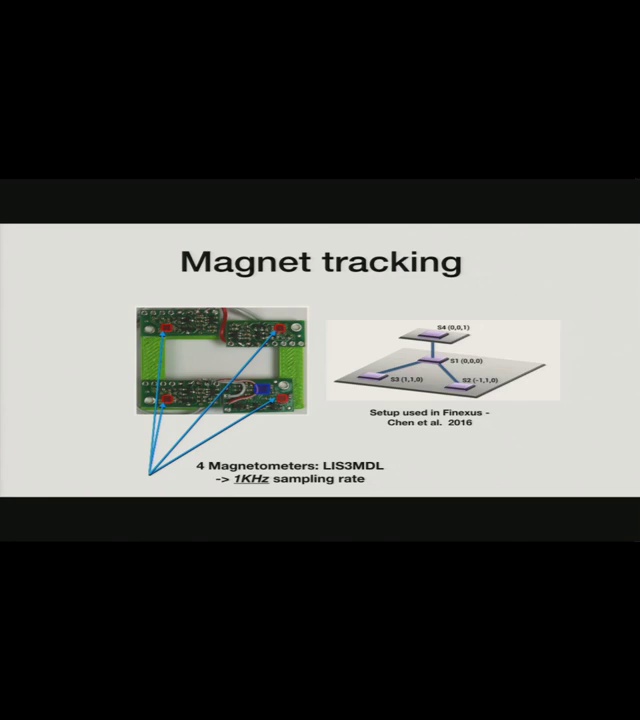 Magnet tracking
S4 (0,0,1)
S1 (0,0,0)
S3 (1,1,0)
S2 (-1,1,0)
Setup used in Finexus -
Chen et al. 2016
4 Magnetometers: LIS3MDL
-> 1KHz sampling rate